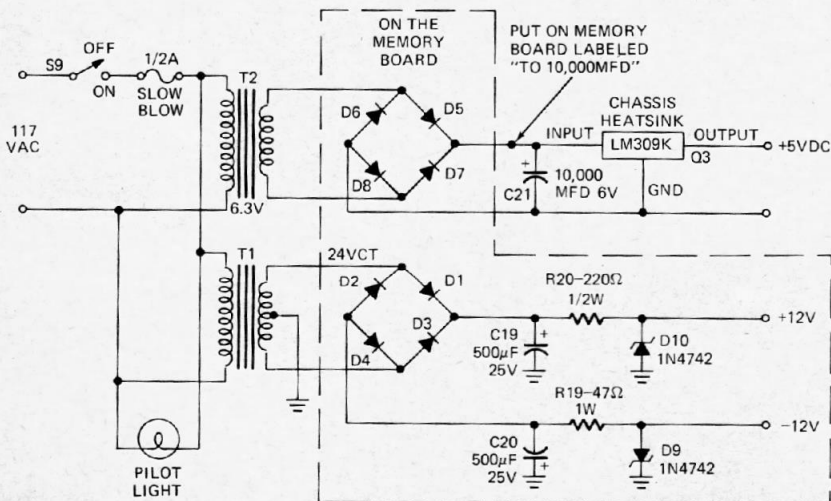 ON THE
MEMORY
BOARD
PUT ON MEMORY
BOARD LABELED
"TO 10,000MFD"
S9
OFF
ON
1/2A
SLOW
BLOW
T2
117
VAC
6.3V
D6
D5
D8
D7
INPUT
CHASSIS
HEATSINK
LM309K
OUTPUT
Q3
+5VDC
+
C21
10,000
MFD 6V
GND
T1
24VCT
D2
D1
D3
D4
R20-220Ω
1/2W
+12V
C19
500μF
25V
+
D10
1N4742
R19-47Ω
1W
-12V
C20
500μF
25V
+
D9
1N4742
PILOT
LIGHT